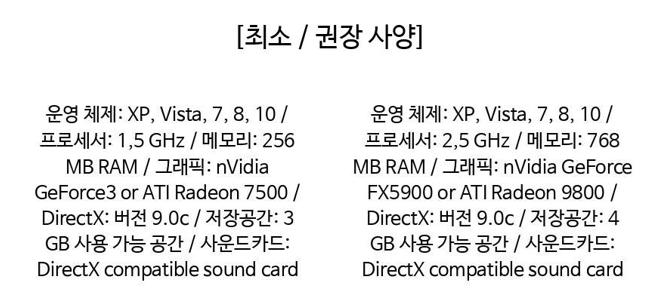 [최소 / 권장 사양]
운영 체제: XP, Vista, 7, 8, 10 /
프로세서: 1,5 GHz / 메모리: 256
MB RAM / 그래픽: nVidia
GeForce3 or ATI Radeon 7500 /
DirectX: 버전 9.0c / 저장공간: 3
GB 사용 가능 공간 / 사운드카드:
DirectX compatible sound card
운영 체제: XP, Vista, 7, 8, 10 /
프로세서: 2,5 GHz / 메모리: 768
MB RAM / 그래픽: nVidia GeForce
FX5900 or ATI Radeon 9800 /
DirectX: 버전 9.0c / 저장공간: 4
GB 사용 가능 공간 / 사운드카드:
DirectX compatible sound card